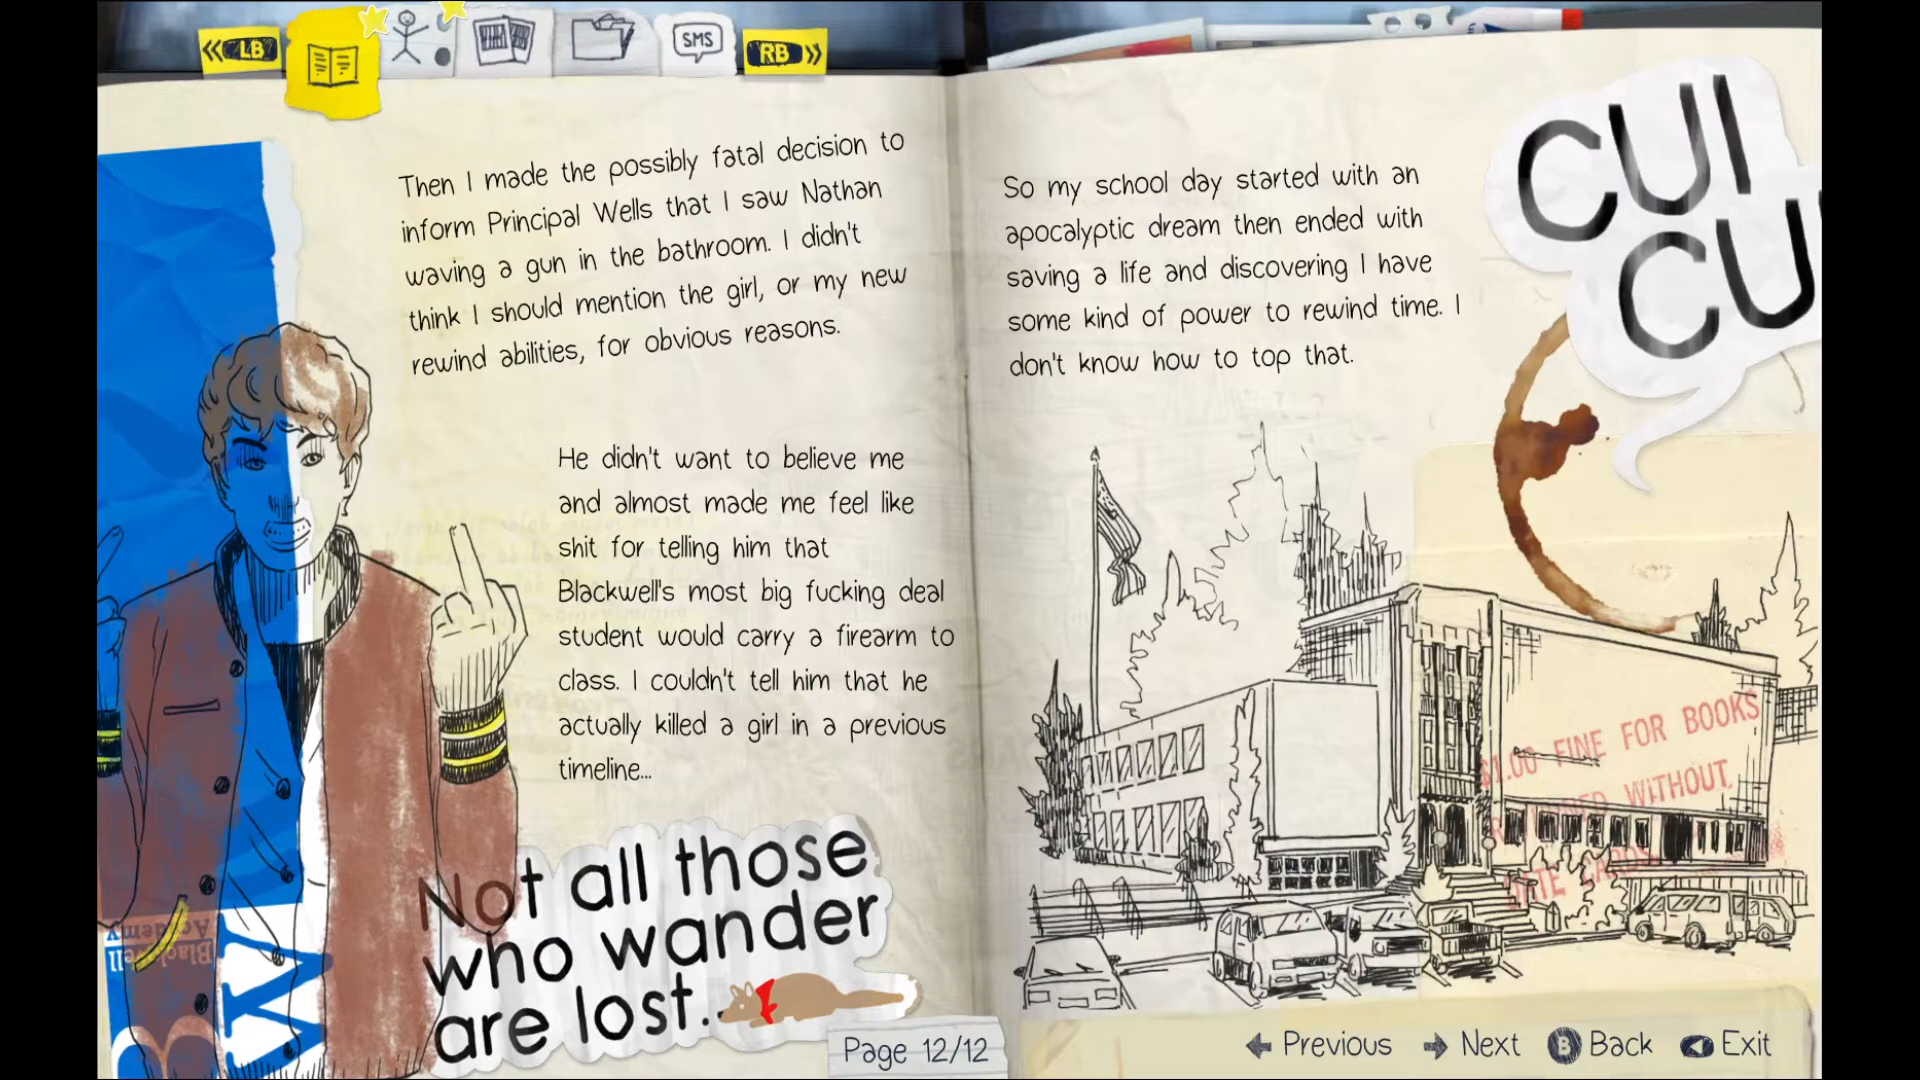 LB
SMS
RB
Then I made the possibly fatal decision to
inform Principal Wells that I saw Nathan
waving a gun in the bathroom. I didn't
think I should mention the girl, or my new
rewind abilities, for obvious reasons.
He didn't want to believe me
and almost made me feel like
shit for telling him that
Blackwell's most big fucking deal
student would carry a firearm to
class. I couldn't tell him that he
actually killed a girl in a previous
timeline...
Not all those
who wander
are lost.
Blackwell
Academy
Page 12/12
So my school day started with an
apocalyptic dream then ended with
saving a life and discovering I have
some kind of power to rewind time. I
don't know how to top that.
CUI
CU
$1.00 FINE FOR BOOKS
WITHOUT
Previous
Next
B Back
Exit